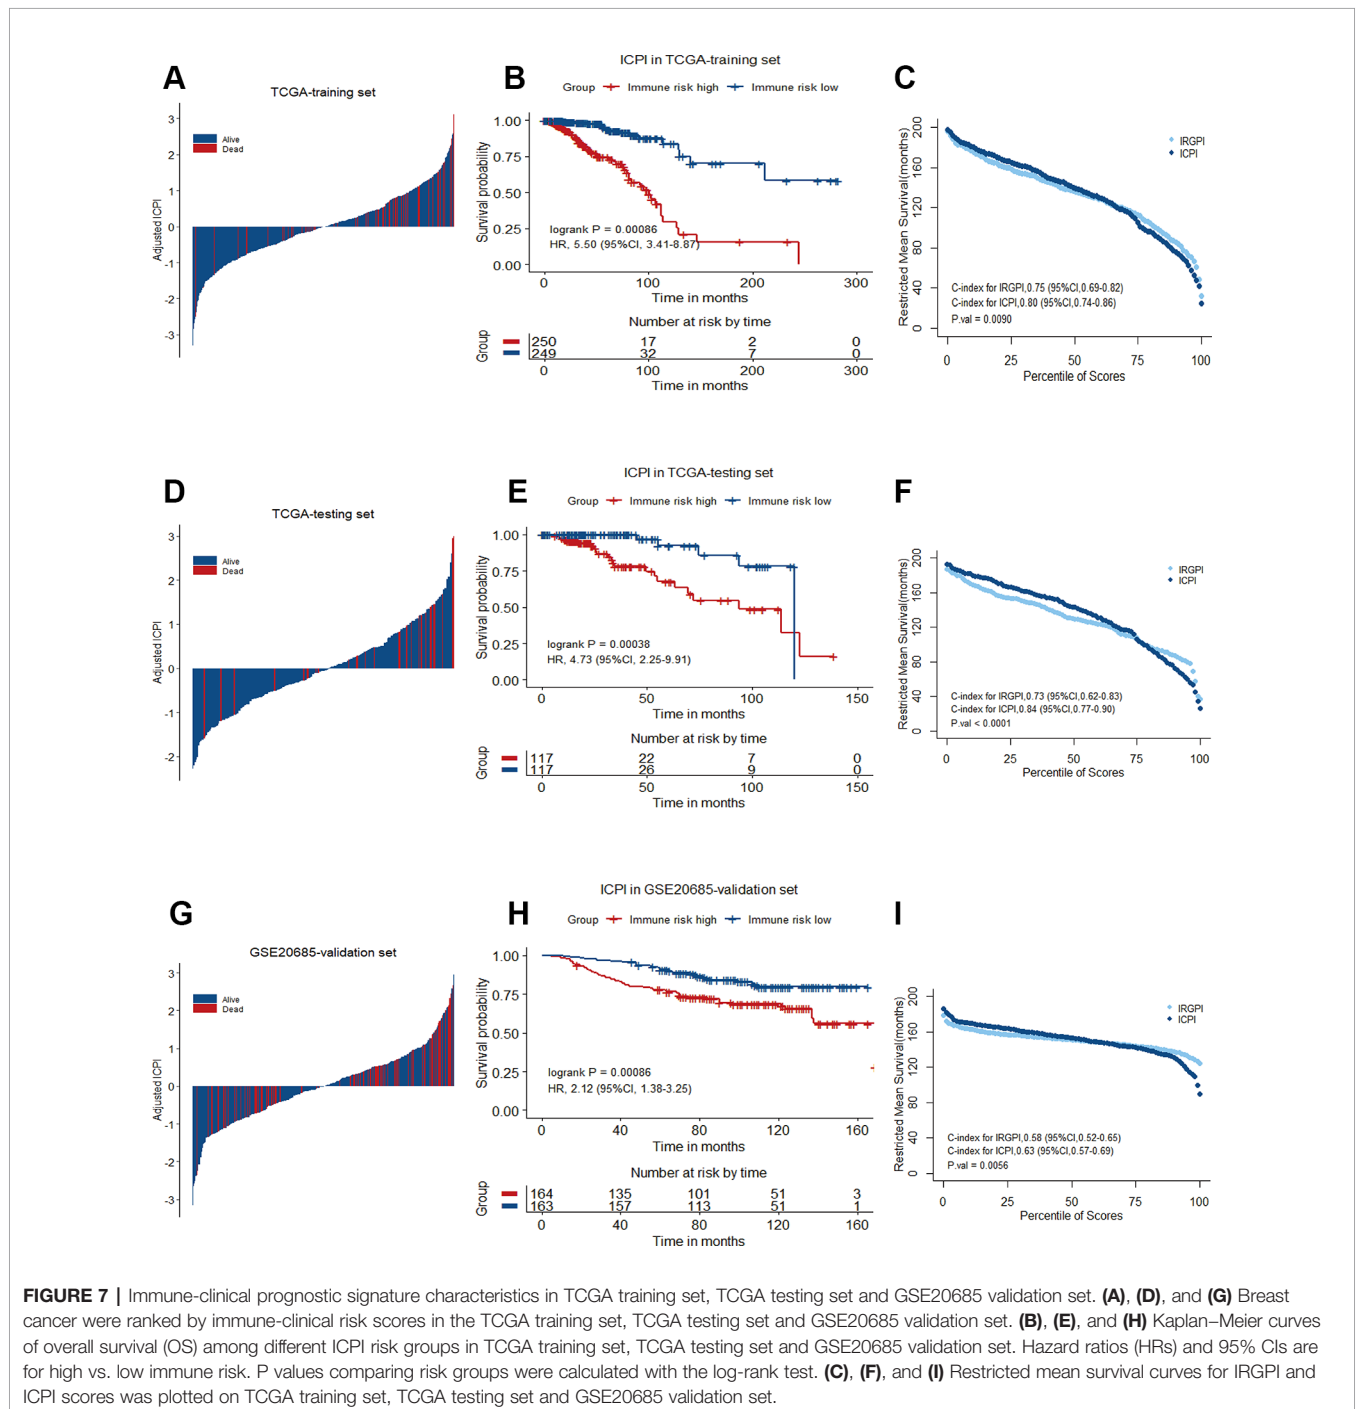 A
TCGA-training set
Alive
Dead
Adjusted ICPI
3
2
1
0
-1
-2
-3
B
ICPI in TCGA-training set
Group Immune risk high Immune risk low
Survival probability
1.00
0.75
0.50
0.25
0.00
logrank P = 0.00086
HR, 5.50 (95%CI, 3.41-8.87)
0 100 200 300
Time in months
Number at risk by time
Group
250 17 2 0
249 32 7 0
0 100 200 300
Time in months
C
Restricted Mean Survival(months)
200
160
120
80
40
0
IRGPI
ICPI
C-index for IRGPI,0.75 (95%CI,0.69-0.82)
C-index for ICPI,0.80 (95%CI,0.74-0.86)
P.val = 0.0090
0 25 50 75 100
Percentile of Scores
D
TCGA-testing set
Alive
Dead
Adjusted ICPI
3
2
1
0
-1
-2
E
ICPI in TCGA-testing set
Group Immune risk high Immune risk low
Survival probability
1.00
0.75
0.50
0.25
0.00
logrank P = 0.00038
HR, 4.73 (95%CI, 2.25-9.91)
0 50 100 150
Time in months
Number at risk by time
Group
117 22 7 0
117 26 9 0
0 50 100 150
Time in months
F
Restricted Mean Survival(months)
200
160
120
80
40
0
IRGPI
ICPI
C-index for IRGPI,0.73 (95%CI,0.62-0.83)
C-index for ICPI,0.84 (95%CI,0.77-0.90)
P.val < 0.0001
0 25 50 75 100
Percentile of Scores
G
GSE20685-validation set
Alive
Dead
Adjusted ICPI
3
2
1
0
-1
-2
-3
H
ICPI in GSE20685-validation set
Group Immune risk high Immune risk low
Survival probability
1.00
0.75
0.50
0.25
0.00
logrank P = 0.00086
HR, 2.12 (95%CI, 1.38-3.25)
0 40 80 120 160
Time in months
Number at risk by time
Group
164 135 101 51 3
163 157 113 51 1
0 40 80 120 160
Time in months
I
Restricted Mean Survival(months)
200
160
120
80
40
0
IRGPI
ICPI
C-index for IRGPI,0.58 (95%CI,0.52-0.65)
C-index for ICPI,0.63 (95%CI,0.57-0.69)
P.val = 0.0056
0 25 50 75 100
Percentile of Scores
FIGURE 7 | Immune-clinical prognostic signature characteristics in TCGA training set, TCGA testing set and GSE20685 validation set. (A), (D), and (G) Breast
cancer were ranked by immune-clinical risk scores in the TCGA training set, TCGA testing set and GSE20685 validation set. (B), (E), and (H) Kaplan–Meier curves
of overall survival (OS) among different ICPI risk groups in TCGA training set, TCGA testing set and GSE20685 validation set. Hazard ratios (HRs) and 95% CIs are
for high vs. low immune risk. P values comparing risk groups were calculated with the log-rank test. (C), (F), and (I) Restricted mean survival curves for IRGPI and
ICPI scores was plotted on TCGA training set, TCGA testing set and GSE20685 validation set.